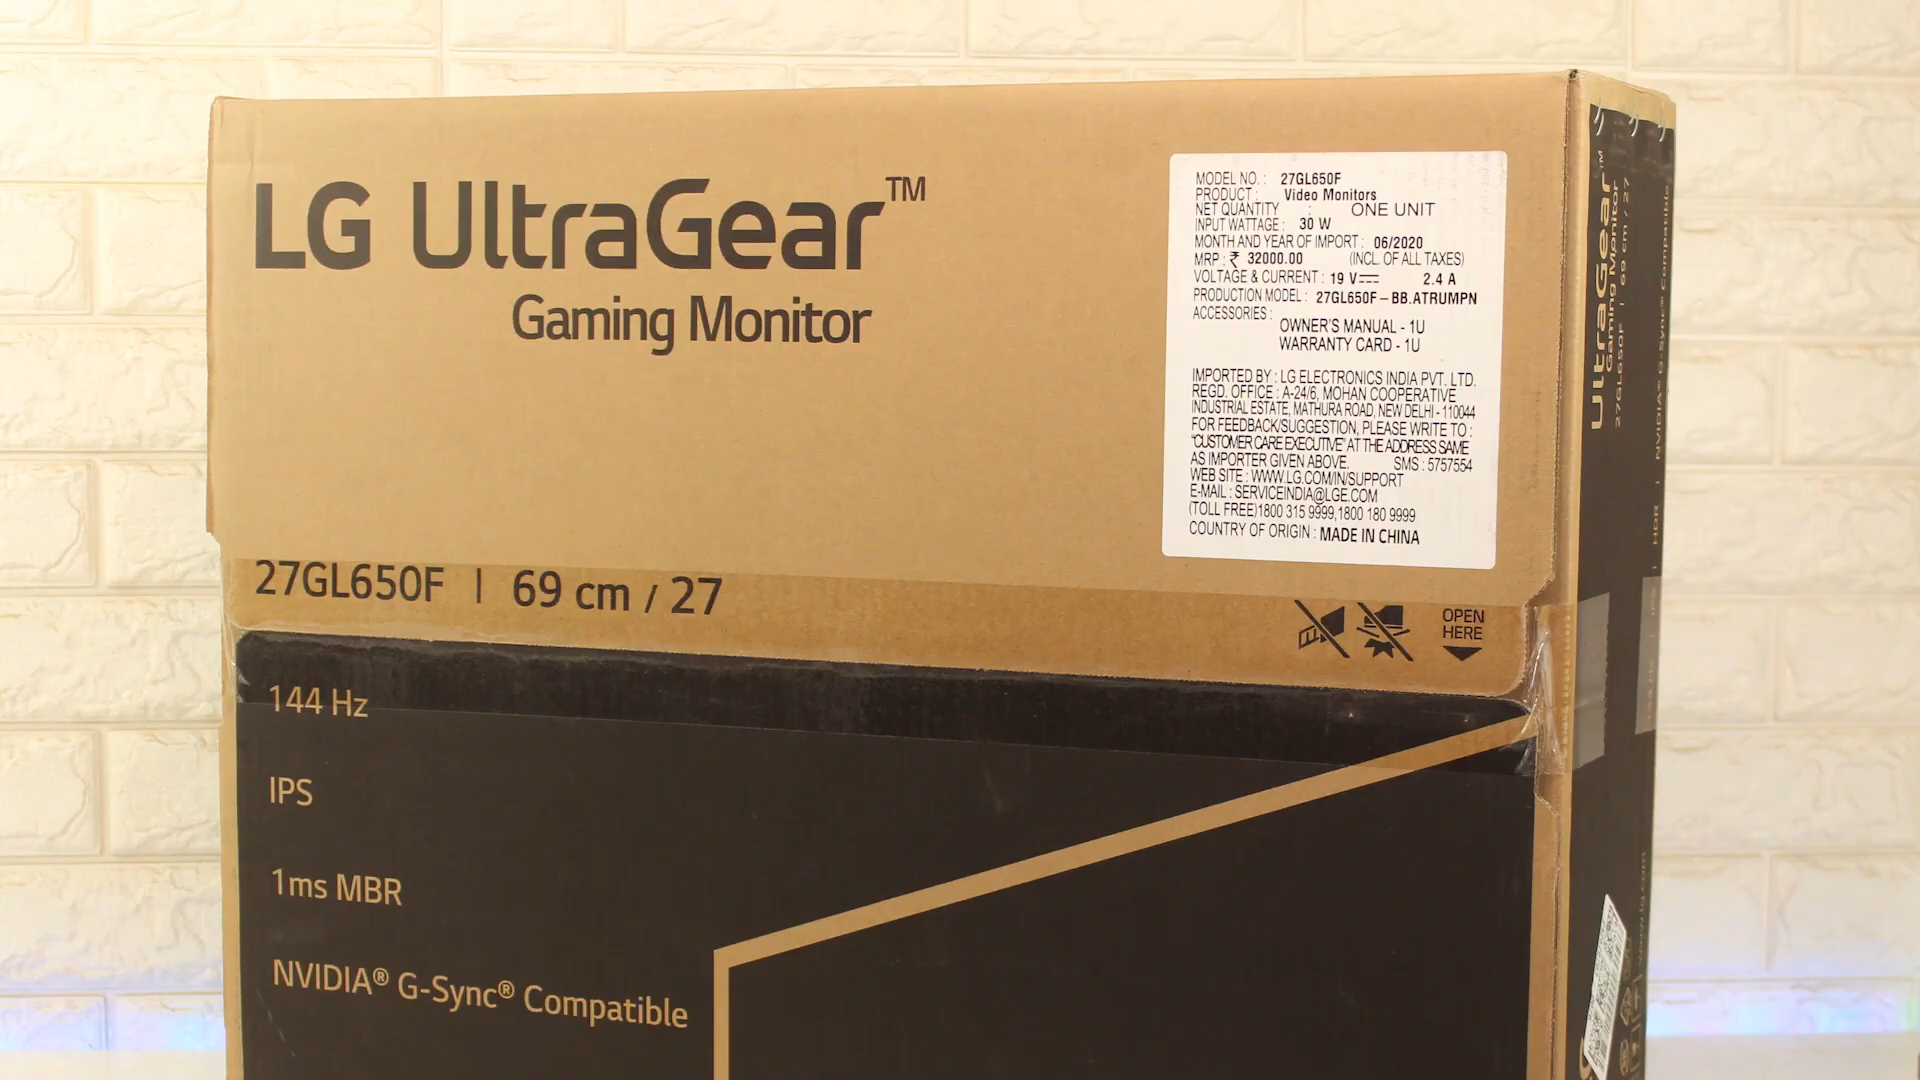 LG UltraGear™
Gaming Monitor
MODEL NO. : 27GL650F
PRODUCT : Video Monitors
NET QUANTITY : ONE UNIT
INPUT WATTAGE : 30 W
MONTH AND YEAR OF IMPORT : 06/2020
MRP : ₹ 32000.00 (INCL. OF ALL TAXES)
VOLTAGE & CURRENT : 19 V⎓ 2.4 A
PRODUCTION MODEL : 27GL650F – BB.ATRUMPN
ACCESSORIES :
OWNER'S MANUAL - 1U
WARRANTY CARD - 1U
IMPORTED BY : LG ELECTRONICS INDIA PVT. LTD.
REGD. OFFICE : A-24/6, MOHAN COOPERATIVE
INDUSTRIAL ESTATE, MATHURA ROAD, NEW DELHI - 110044
FOR FEEDBACK/SUGGESTION, PLEASE WRITE TO :
"CUSTOMER CARE EXECUTIVE" AT THE ADDRESS SAME
AS IMPORTER GIVEN ABOVE. SMS : 5757554
WEB SITE : WWW.LG.COM/IN/SUPPORT
E-MAIL : SERVICEINDIA@LGE.COM
(TOLL FREE)1800 315 9999,1800 180 9999
COUNTRY OF ORIGIN : MADE IN CHINA
27GL650F | 69 cm / 27
OPEN
HERE
144 Hz
IPS
1ms MBR
NVIDIA® G-Sync® Compatible
UltraGear™
Gaming Monitor
27GL650F | 69 cm / 27
HDR | NVIDIA® G-Sync® Compatible
www.lg.com